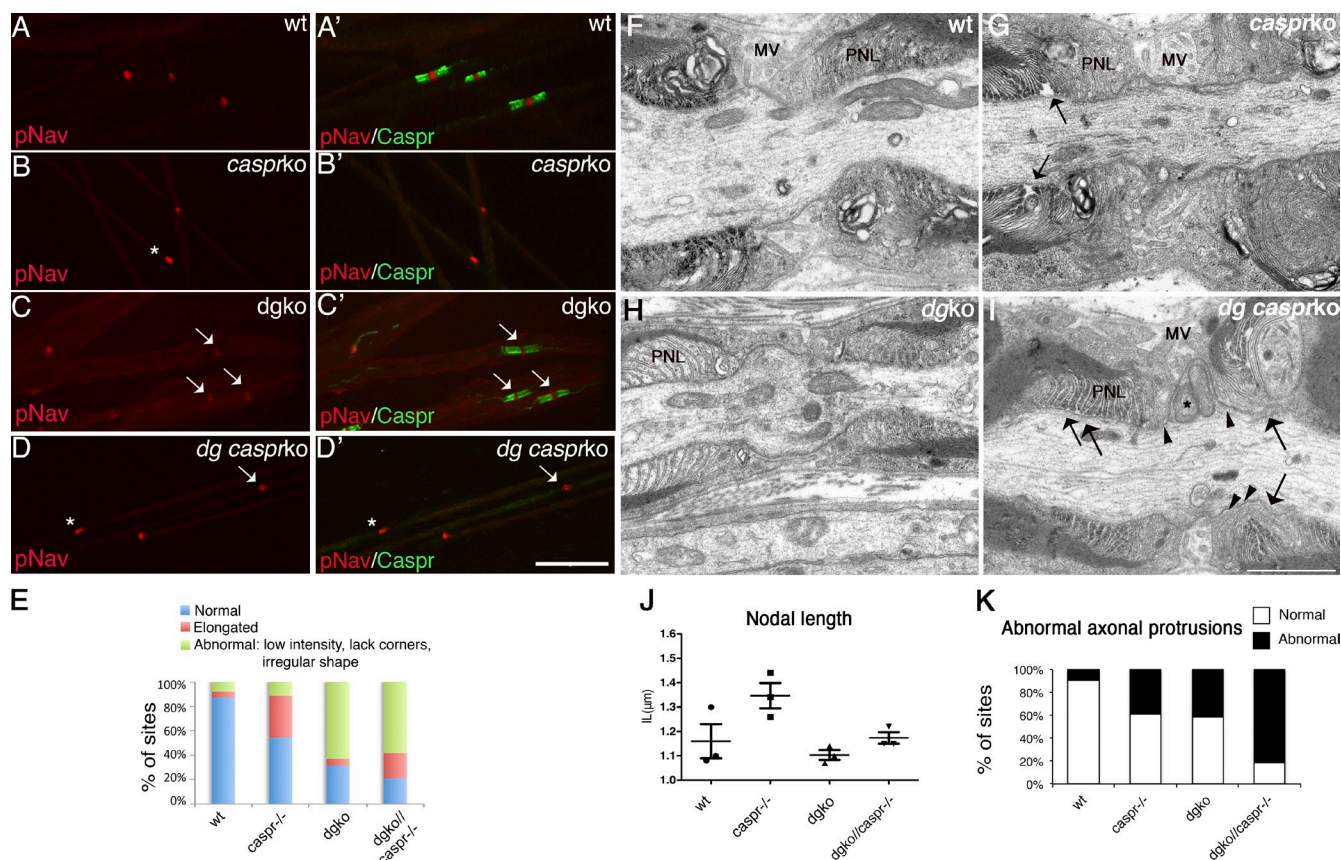 A
wt
pNav
A'
wt
pNav/Caspr
B
casprko
*
pNav
B'
casprko
pNav/Caspr
C
dgko
pNav
C'
dgko
pNav/Caspr
D
dg casprko
*
pNav
D'
dg casprko
*
pNav/Caspr
F
wt
MV
PNL
G
casprko
PNL
MV
H
dgko
PNL
I
dg casprko
MV
PNL
*
E
Normal
Elongated
Abnormal: low intensity, lack corners,
irregular shape
% of sites
100%
80%
60%
40%
20%
0%
wt
caspr-/-
dgko
dgko//
caspr-/-
J
Nodal length
IL(μm)
1.6
1.5
1.4
1.3
1.2
1.1
1.0
wt
caspr-/-
dgko
dgko//caspr-/-
K
Abnormal axonal protrusions
Normal
Abnormal
% of sites
100%
80%
60%
40%
20%
0%
wt
caspr-/-
dgko
dgko//caspr-/-